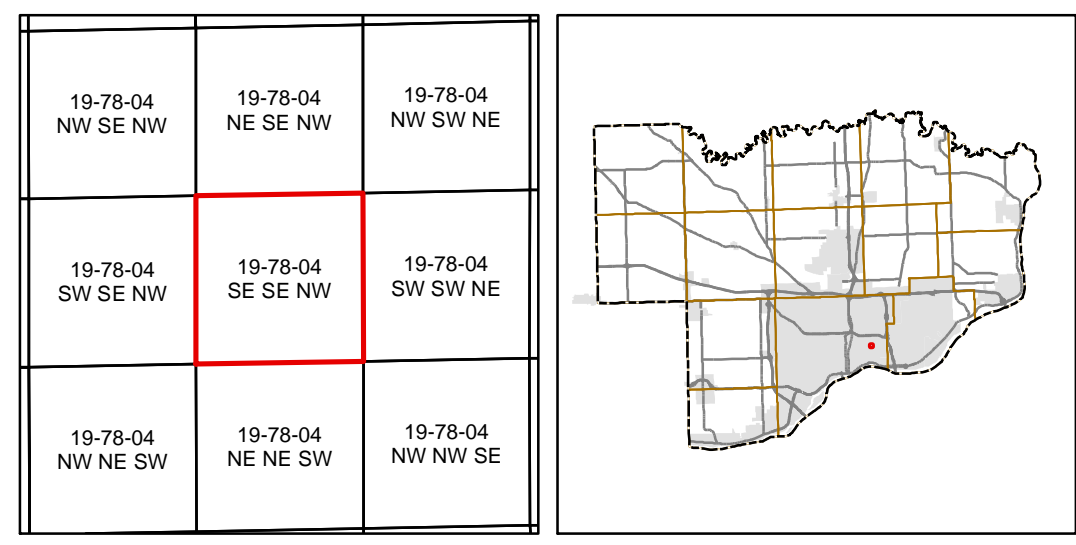 19-78-04
NW SE NW
19-78-04
NE SE NW
19-78-04
NW SW NE
19-78-04
SW SE NW
19-78-04
SE SE NW
19-78-04
SW SW NE
19-78-04
NW NE SW
19-78-04
NE NE SW
19-78-04
NW NW SE